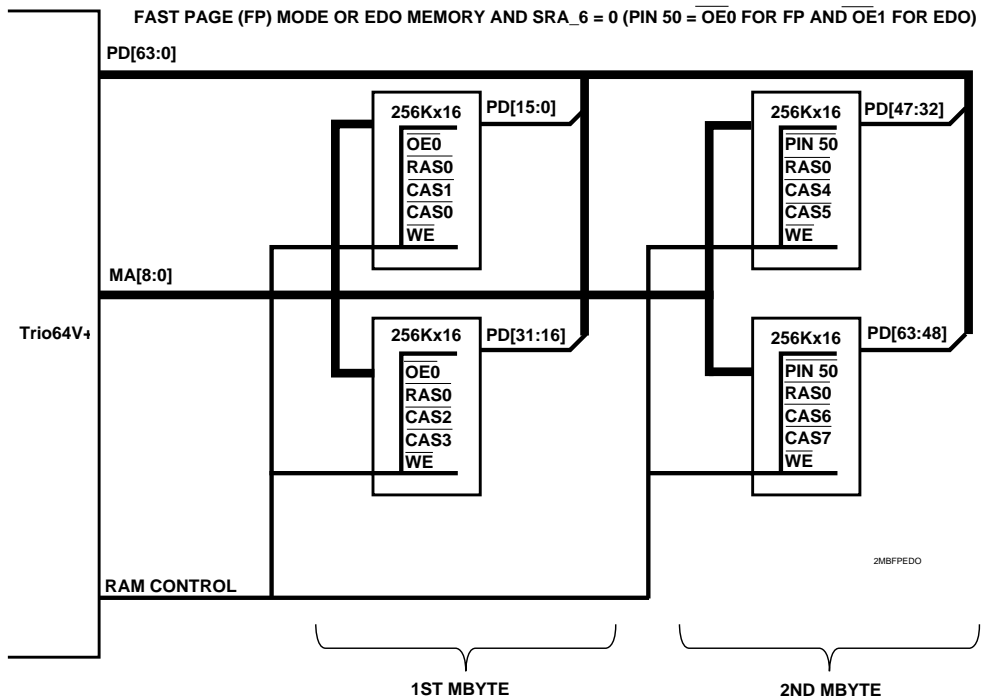 FAST PAGE (FP) MODE OR EDO MEMORY AND SRA_6 = 0 (PIN 50 = OE0 FOR FP AND OE1 FOR EDO)
PD[63:0]
256Kx16
PD[15:0]
OE0
RAS0
CAS1
CAS0
WE
256Kx16
PD[47:32]
PIN 50
RAS0
CAS4
CAS5
WE
MA[8:0]
Trio64V+
256Kx16
PD[31:16]
OE0
RAS0
CAS2
CAS3
WE
256Kx16
PD[63:48]
PIN 50
RAS0
CAS6
CAS7
WE
2MBFPEDO
RAM CONTROL
1ST MBYTE
2ND MBYTE